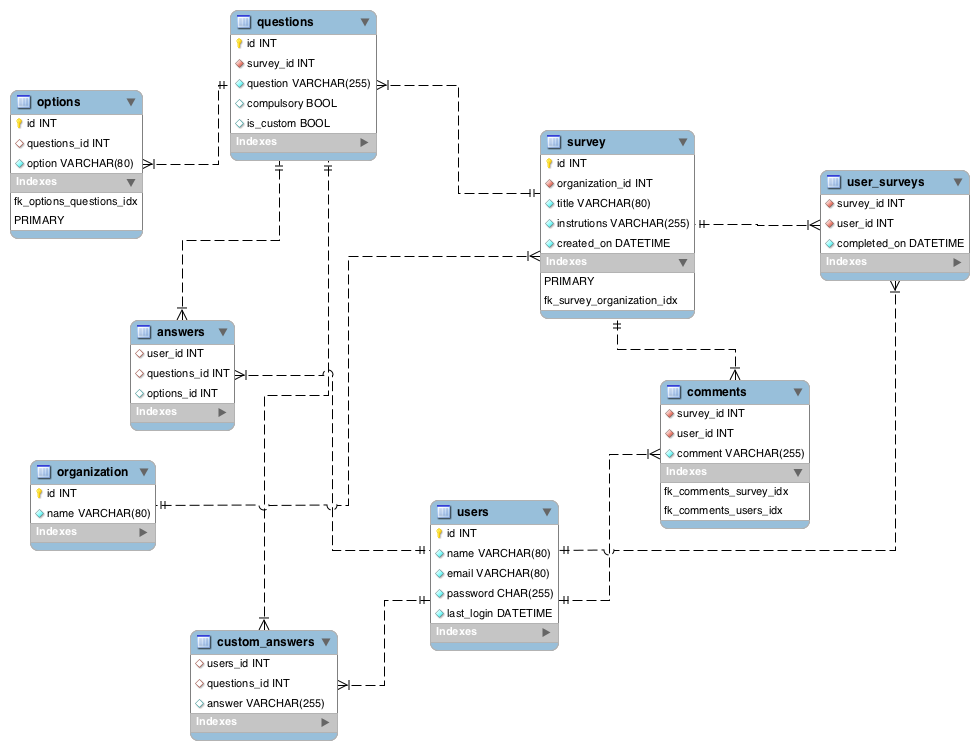 questions
id INT
survey_id INT
question VARCHAR(255)
compulsory BOOL
is_custom BOOL
Indexes
options
id INT
questions_id INT
option VARCHAR(80)
Indexes
fk_options_questions_idx
PRIMARY
survey
id INT
organization_id INT
title VARCHAR(80)
instrutions VARCHAR(255)
created_on DATETIME
Indexes
PRIMARY
fk_survey_organization_idx
user_surveys
survey_id INT
user_id INT
completed_on DATETIME
Indexes
answers
user_id INT
questions_id INT
options_id INT
Indexes
comments
survey_id INT
user_id INT
comment VARCHAR(255)
Indexes
fk_comments_survey_idx
fk_comments_users_idx
organization
id INT
name VARCHAR(80)
Indexes
users
id INT
name VARCHAR(80)
email VARCHAR(80)
password CHAR(255)
last_login DATETIME
Indexes
custom_answers
users_id INT
questions_id INT
answer VARCHAR(255)
Indexes